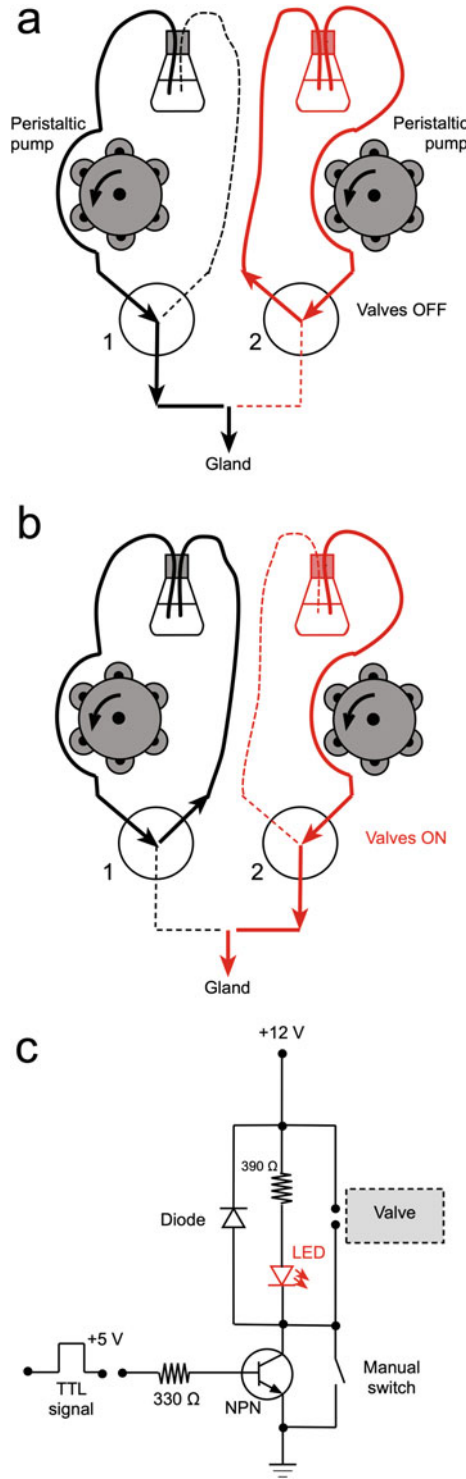 a
Peristaltic
pump
Peristaltic
pump
Valves OFF
1
2
Gland
b
1
2
Valves ON
Gland
c
+12 V
390 Ω
Diode
Valve
LED
+5 V
TTL
signal
330 Ω
NPN
Manual
switch